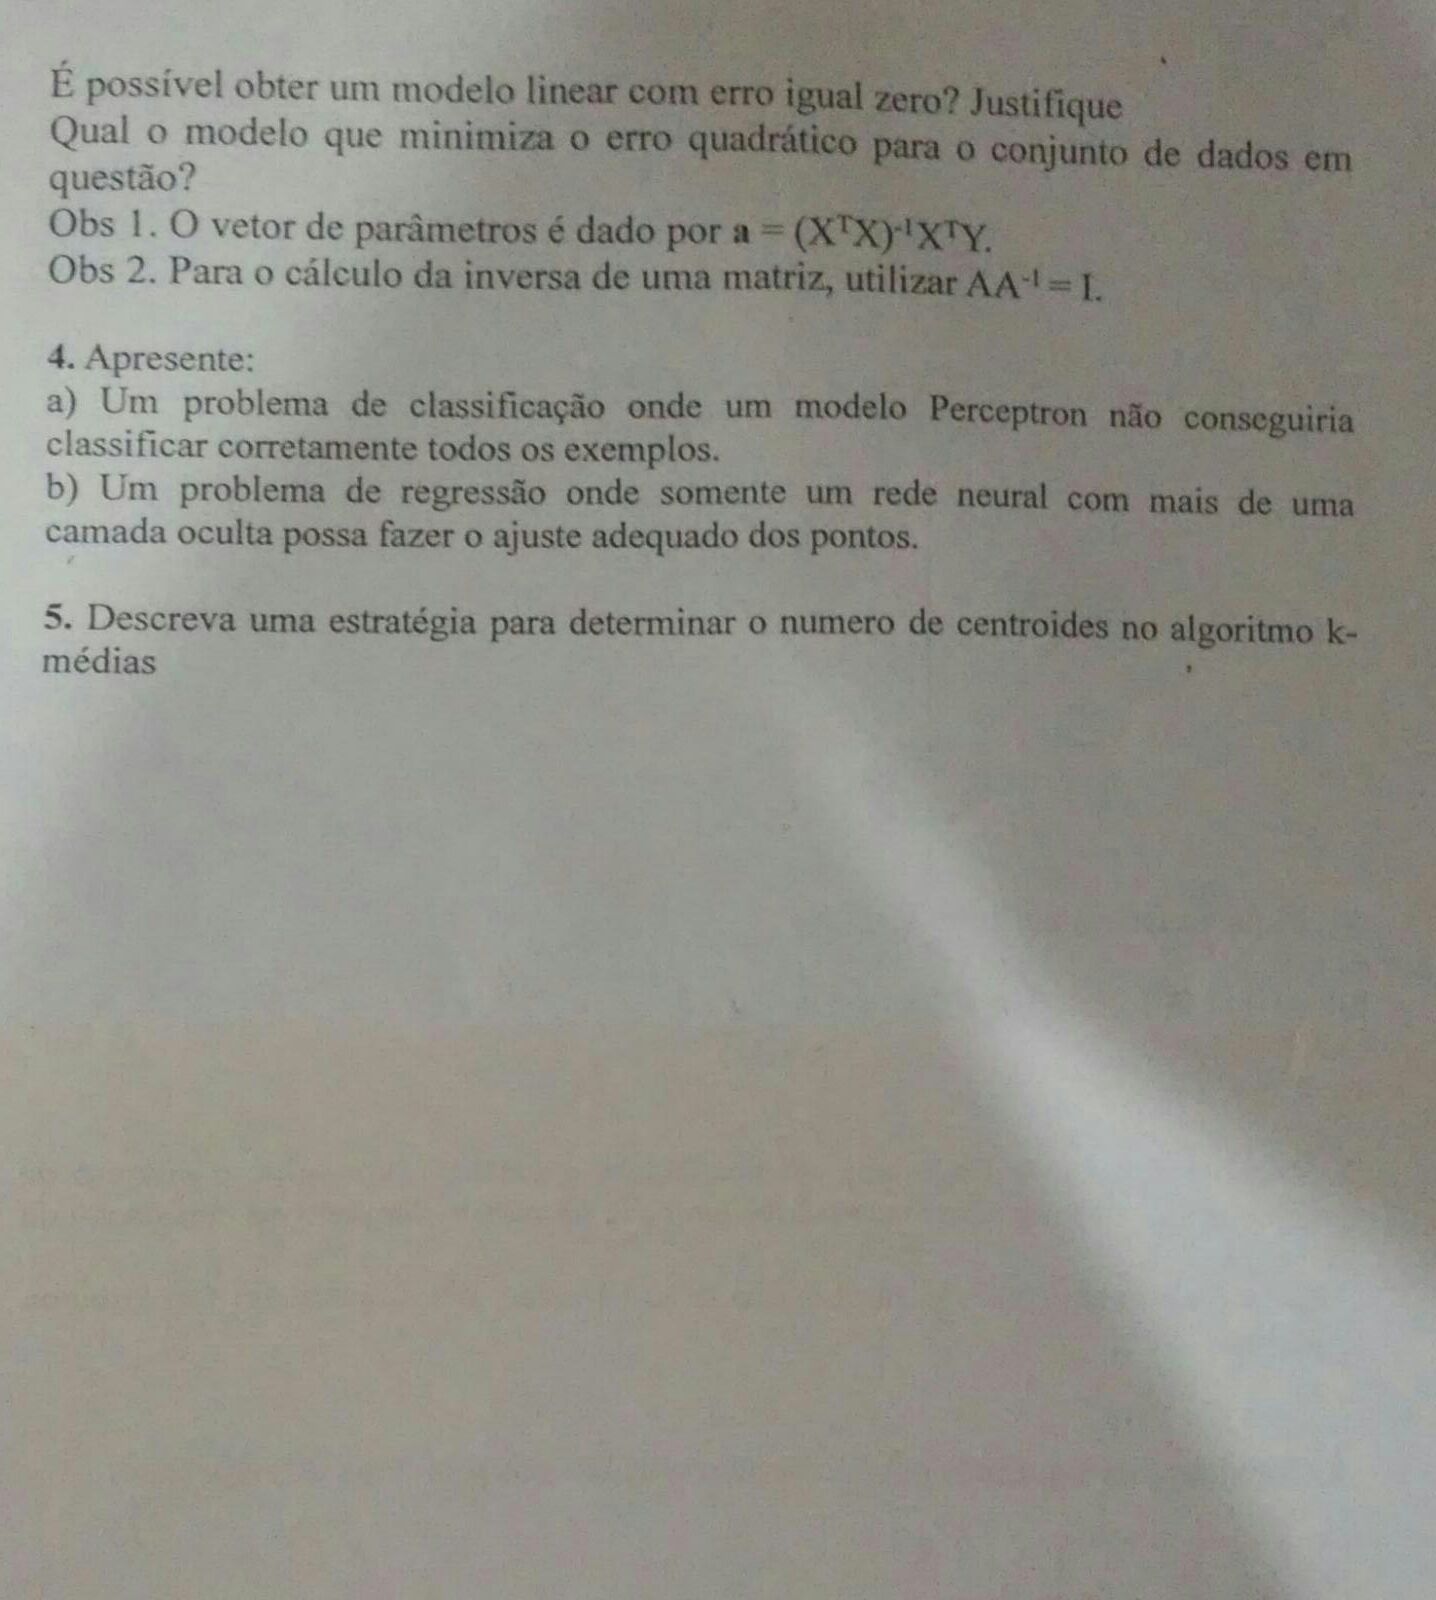 É possível obter um modelo linear com erro igual zero? Justifique
Qual o modelo que minimiza o erro quadrático para o conjunto de dados em
questão?
Obs 1. O vetor de parâmetros é dado por a = (XᵀX)⁻¹XᵀY.
Obs 2. Para o cálculo da inversa de uma matriz, utilizar AA⁻¹ = I.
4. Apresente:
a) Um problema de classificação onde um modelo Perceptron não conseguiria
classificar corretamente todos os exemplos.
b) Um problema de regressão onde somente um rede neural com mais de uma
camada oculta possa fazer o ajuste adequado dos pontos.
5. Descreva uma estratégia para determinar o numero de centroides no algoritmo k-
médias